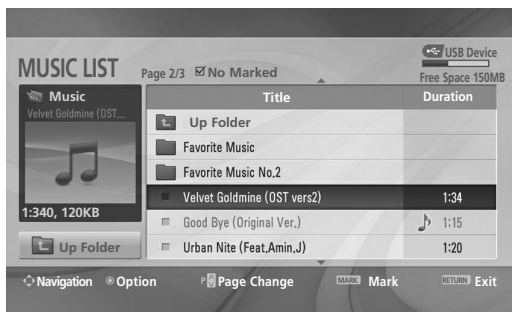 USB Device
MUSIC LIST
Page 2/3 No Marked
Free Space 150MB
Music
Title
Duration
Velvet Goldmine (OST...
Up Folder
Favorite Music
Favorite Music No.2
Velvet Goldmine (OST vers2) 1:34
1:340, 120KB
Good Bye (Original Ver.) 1:15
Up Folder
Urban Nite (Feat.Amin.J) 1:20
Navigation Option P Page Change MARK Mark RETURN Exit